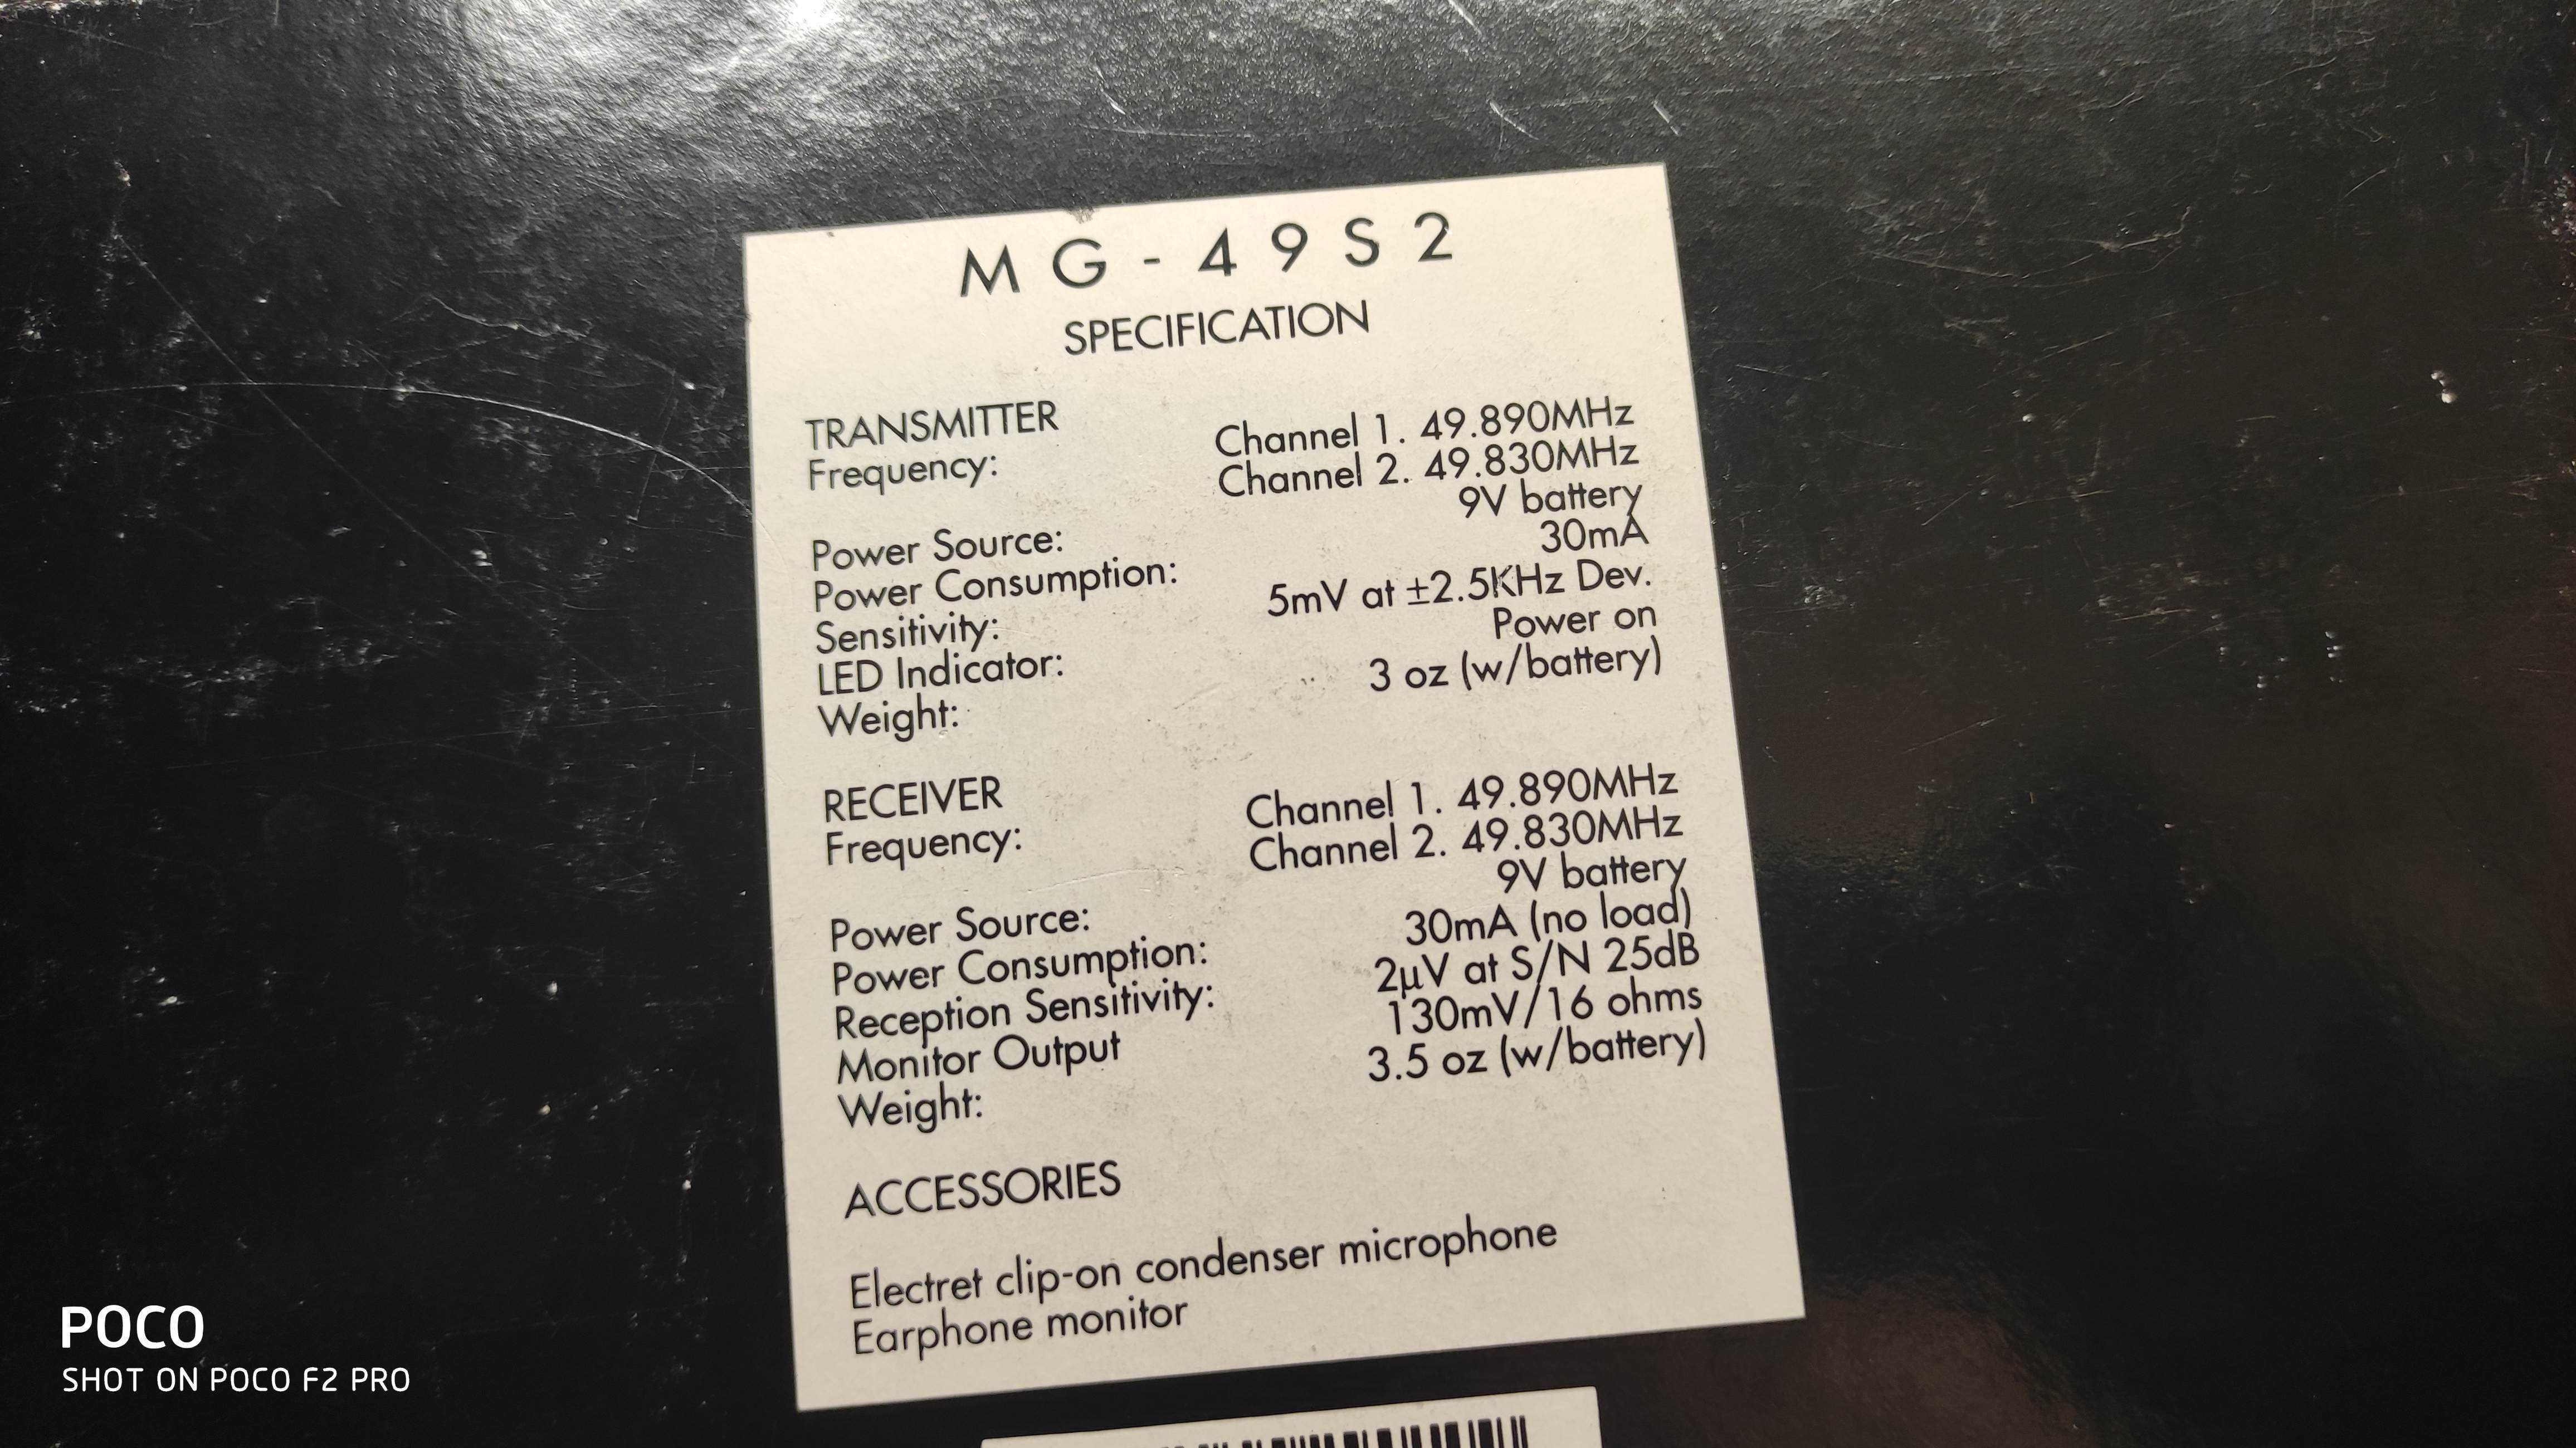 MG-49S2
SPECIFICATION
TRANSMITTER
Frequency: Channel 1. 49.890MHz
Channel 2. 49.830MHz
Power Source: 9V battery
Power Consumption: 30mA
Sensitivity: 5mV at ±2.5KHz Dev.
LED Indicator: Power on
Weight: 3 oz (w/battery)
RECEIVER
Frequency: Channel 1. 49.890MHz
Channel 2. 49.830MHz
Power Source: 9V battery
Power Consumption: 30mA (no load)
Reception Sensitivity: 2µV at S/N 25dB
Monitor Output 130mV/16 ohms
Weight: 3.5 oz (w/battery)
ACCESSORIES
Electret clip-on condenser microphone
Earphone monitor
POCO
SHOT ON POCO F2 PRO